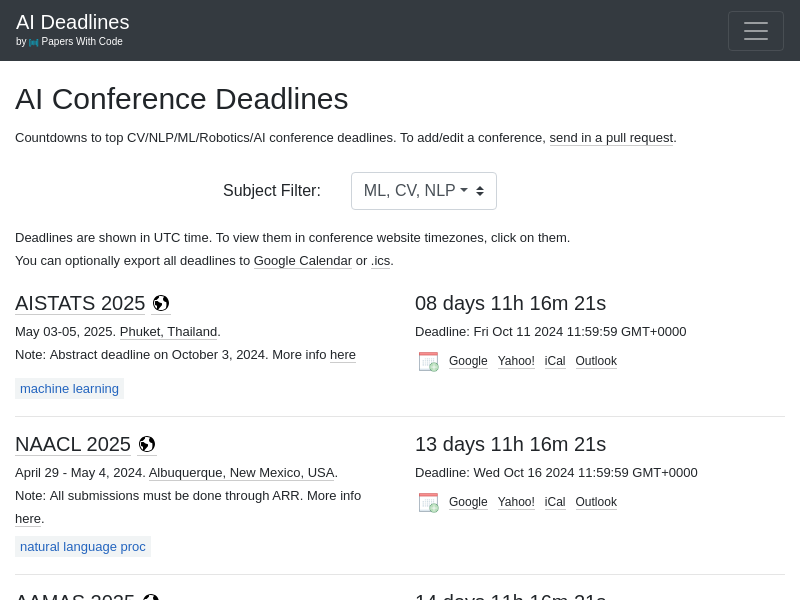 AI Deadlines
by Papers With Code
AI Conference Deadlines
Countdowns to top CV/NLP/ML/Robotics/AI conference deadlines. To add/edit a conference, send in a pull request.
Subject Filter: ML, CV, NLP
Deadlines are shown in UTC time. To view them in conference website timezones, click on them.
You can optionally export all deadlines to Google Calendar or .ics.
AISTATS 2025
08 days 11h 16m 21s
May 03-05, 2025. Phuket, Thailand.
Deadline: Fri Oct 11 2024 11:59:59 GMT+0000
Note: Abstract deadline on October 3, 2024. More info here
Google Yahoo! iCal Outlook
machine learning
NAACL 2025
13 days 11h 16m 21s
April 29 - May 4, 2024. Albuquerque, New Mexico, USA.
Deadline: Wed Oct 16 2024 11:59:59 GMT+0000
Note: All submissions must be done through ARR. More info
here.
Google Yahoo! iCal Outlook
natural language proc
AAMAS 2025
14 days 11h 16m 21s